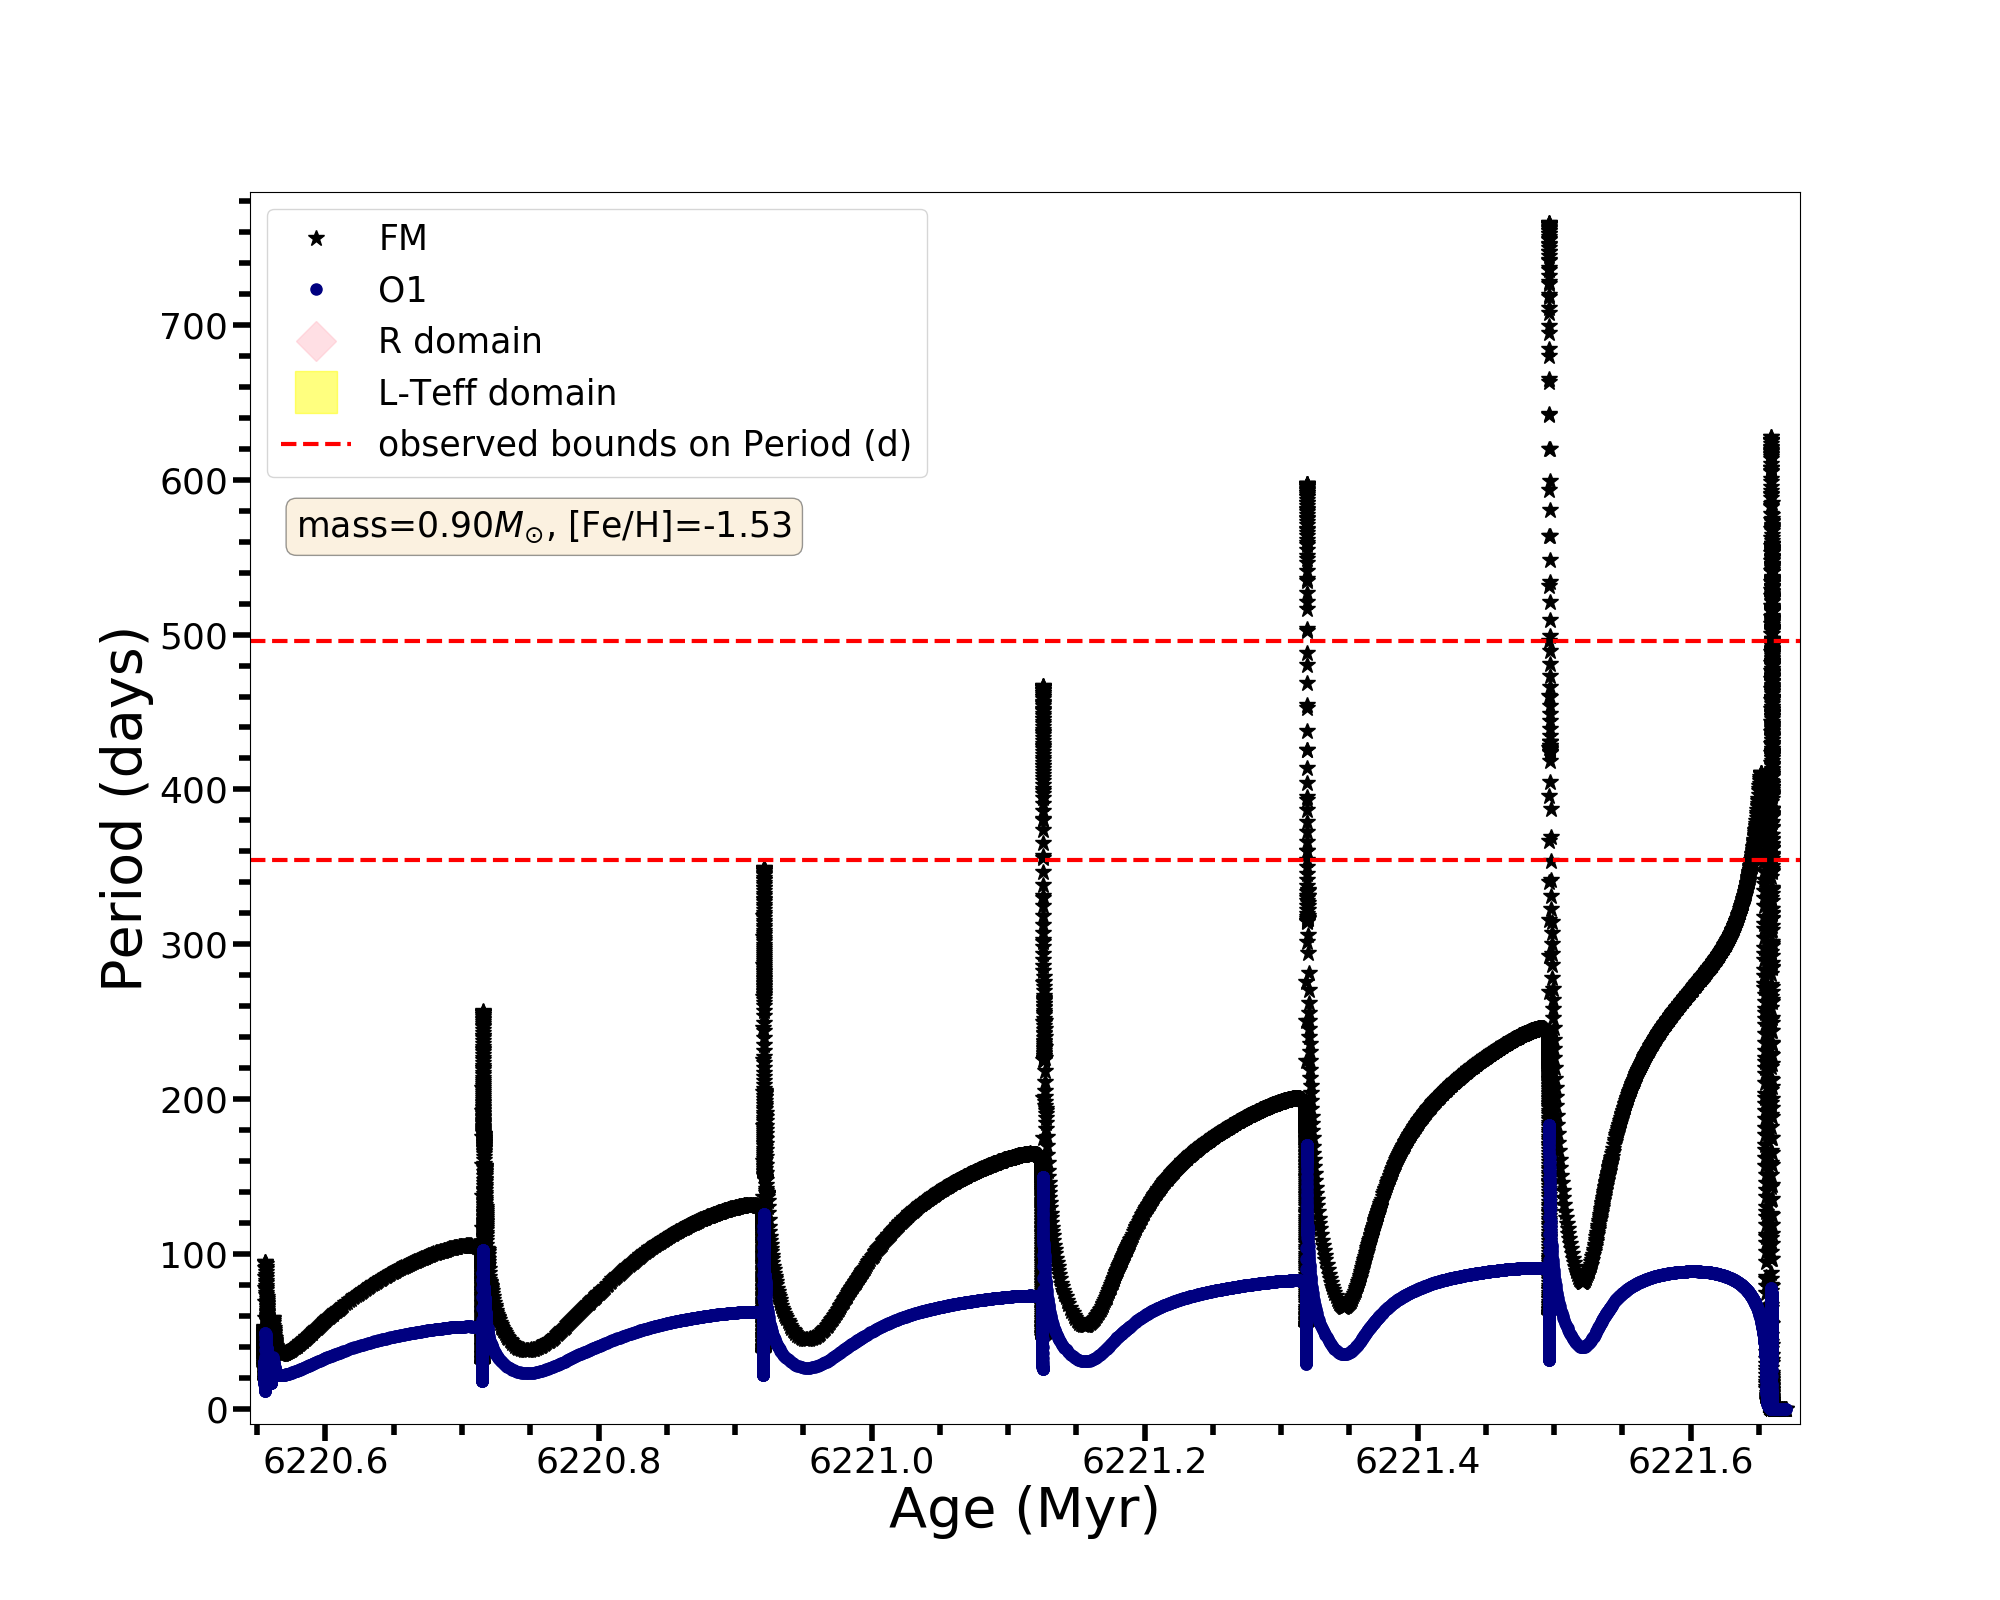 FM
O1
R domain
L-Teff domain
observed bounds on Period (d)
mass=0.90M⊙, [Fe/H]=-1.53
700
600
500
400
300
200
100
0
Period (days)
6220.6 6220.8 6221.0 6221.2 6221.4 6221.6
Age (Myr)